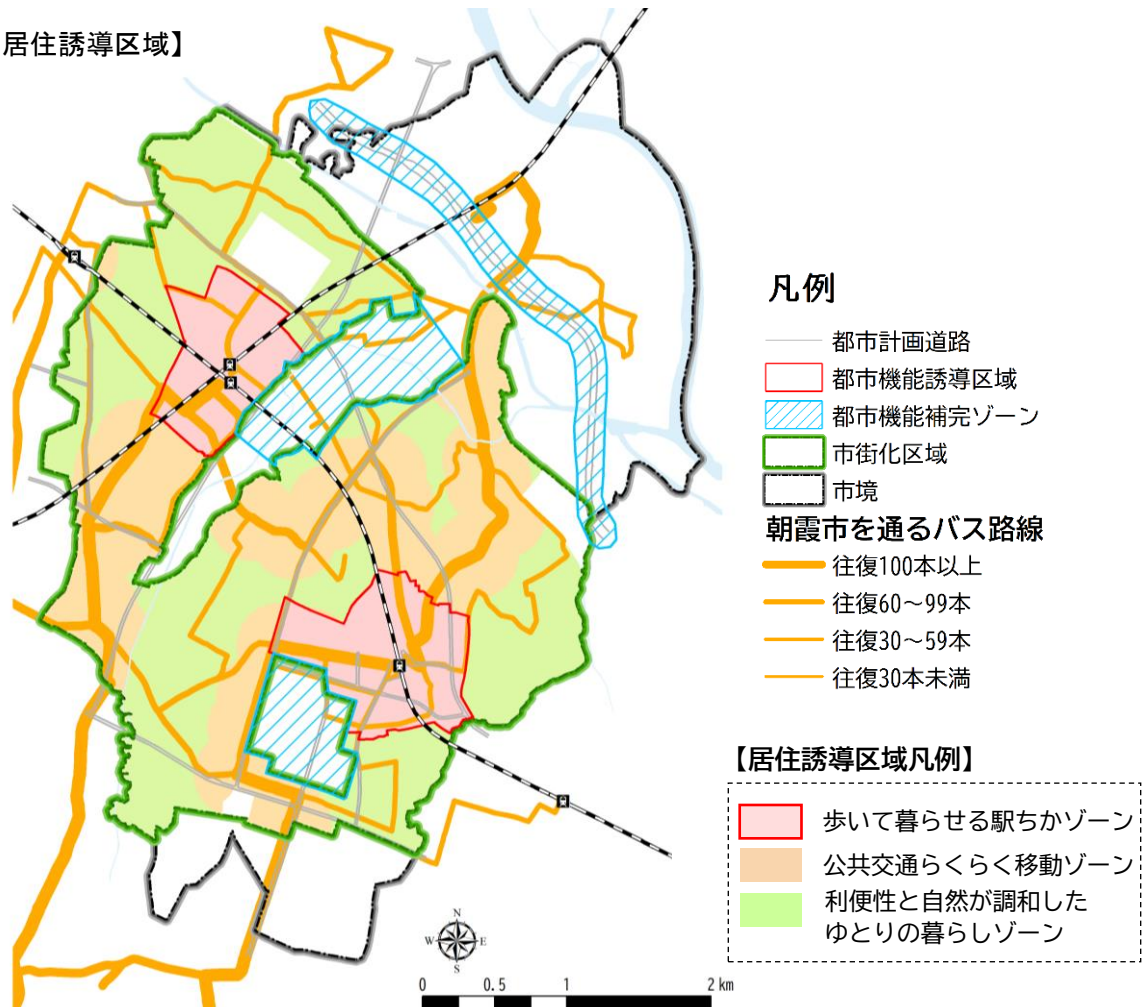 居住誘導区域】
凡例
都市計画道路
都市機能誘導区域
都市機能補完ゾーン
市街化区域
市境
朝霞市を通るバス路線
往復100本以上
往復60～99本
往復30～59本
往復30本未満
【居住誘導区域凡例】
歩いて暮らせる駅ちかゾーン
公共交通らくらく移動ゾーン
利便性と自然が調和した
ゆとりの暮らしゾーン
N
W E
S
0 0.5 1 2 km